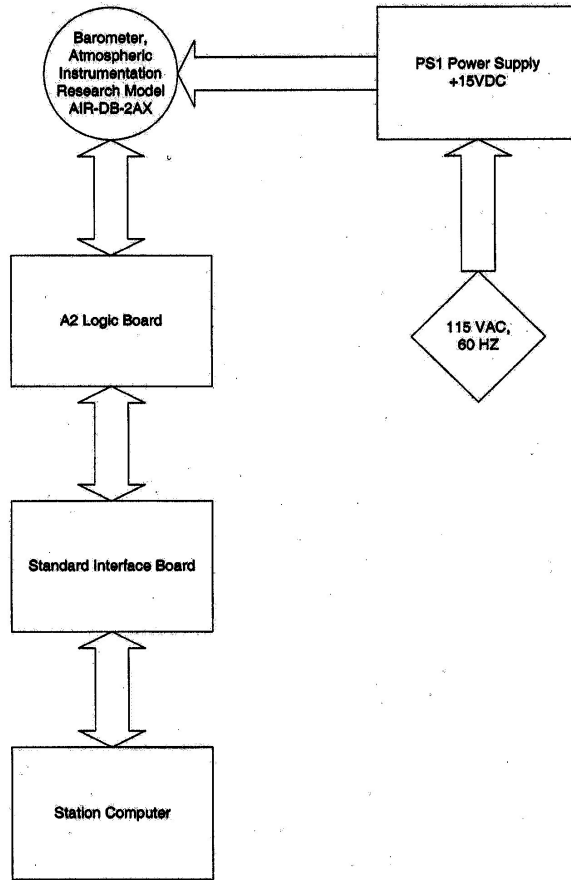 Barometer,
Atmospheric
Instrumentation
Research Model
AIR-DB-2AX
PS1 Power Supply
+15VDC
A2 Logic Board
115 VAC,
60 HZ
Standard Interface Board
Station Computer